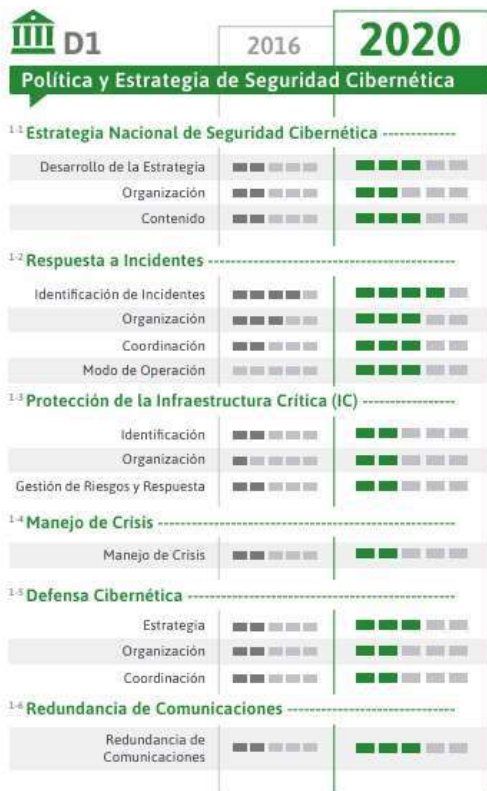 D1
2016
2020
Política y Estrategia de Seguridad Cibernética
1-1 Estrategia Nacional de Seguridad Cibernética
Desarrollo de la Estrategia
Organización
Contenido
1-2 Respuesta a Incidentes
Identificación de Incidentes
Organización
Coordinación
Modo de Operación
1-3 Protección de la Infraestructura Crítica (IC)
Identificación
Organización
Gestión de Riesgos y Respuesta
1-4 Manejo de Crisis
Manejo de Crisis
1-5 Defensa Cibernética
Estrategia
Organización
Coordinación
1-6 Redundancia de Comunicaciones
Redundancia de
Comunicaciones